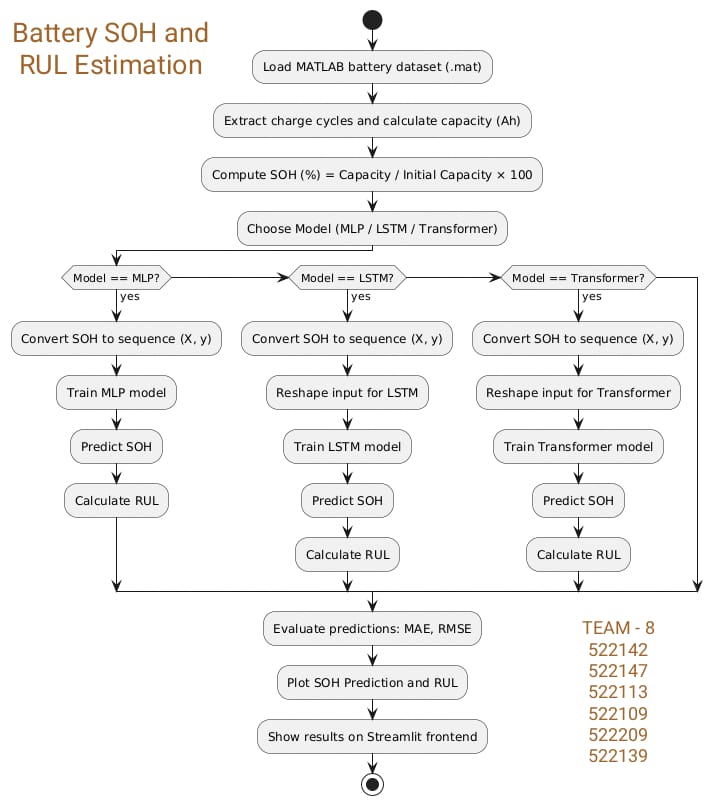 Battery SOH and
RUL Estimation
Load MATLAB battery dataset (.mat)
Extract charge cycles and calculate capacity (Ah)
Compute SOH (%) = Capacity / Initial Capacity × 100
Choose Model (MLP / LSTM / Transformer)
Model == MLP?
yes
Convert SOH to sequence (X, y)
Train MLP model
Predict SOH
Calculate RUL
Model == LSTM?
yes
Convert SOH to sequence (X, y)
Reshape input for LSTM
Train LSTM model
Predict SOH
Calculate RUL
Model == Transformer?
yes
Convert SOH to sequence (X, y)
Reshape input for Transformer
Train Transformer model
Predict SOH
Calculate RUL
Evaluate predictions: MAE, RMSE
Plot SOH Prediction and RUL
Show results on Streamlit frontend
TEAM - 8
522142
522147
522113
522109
522209
522139